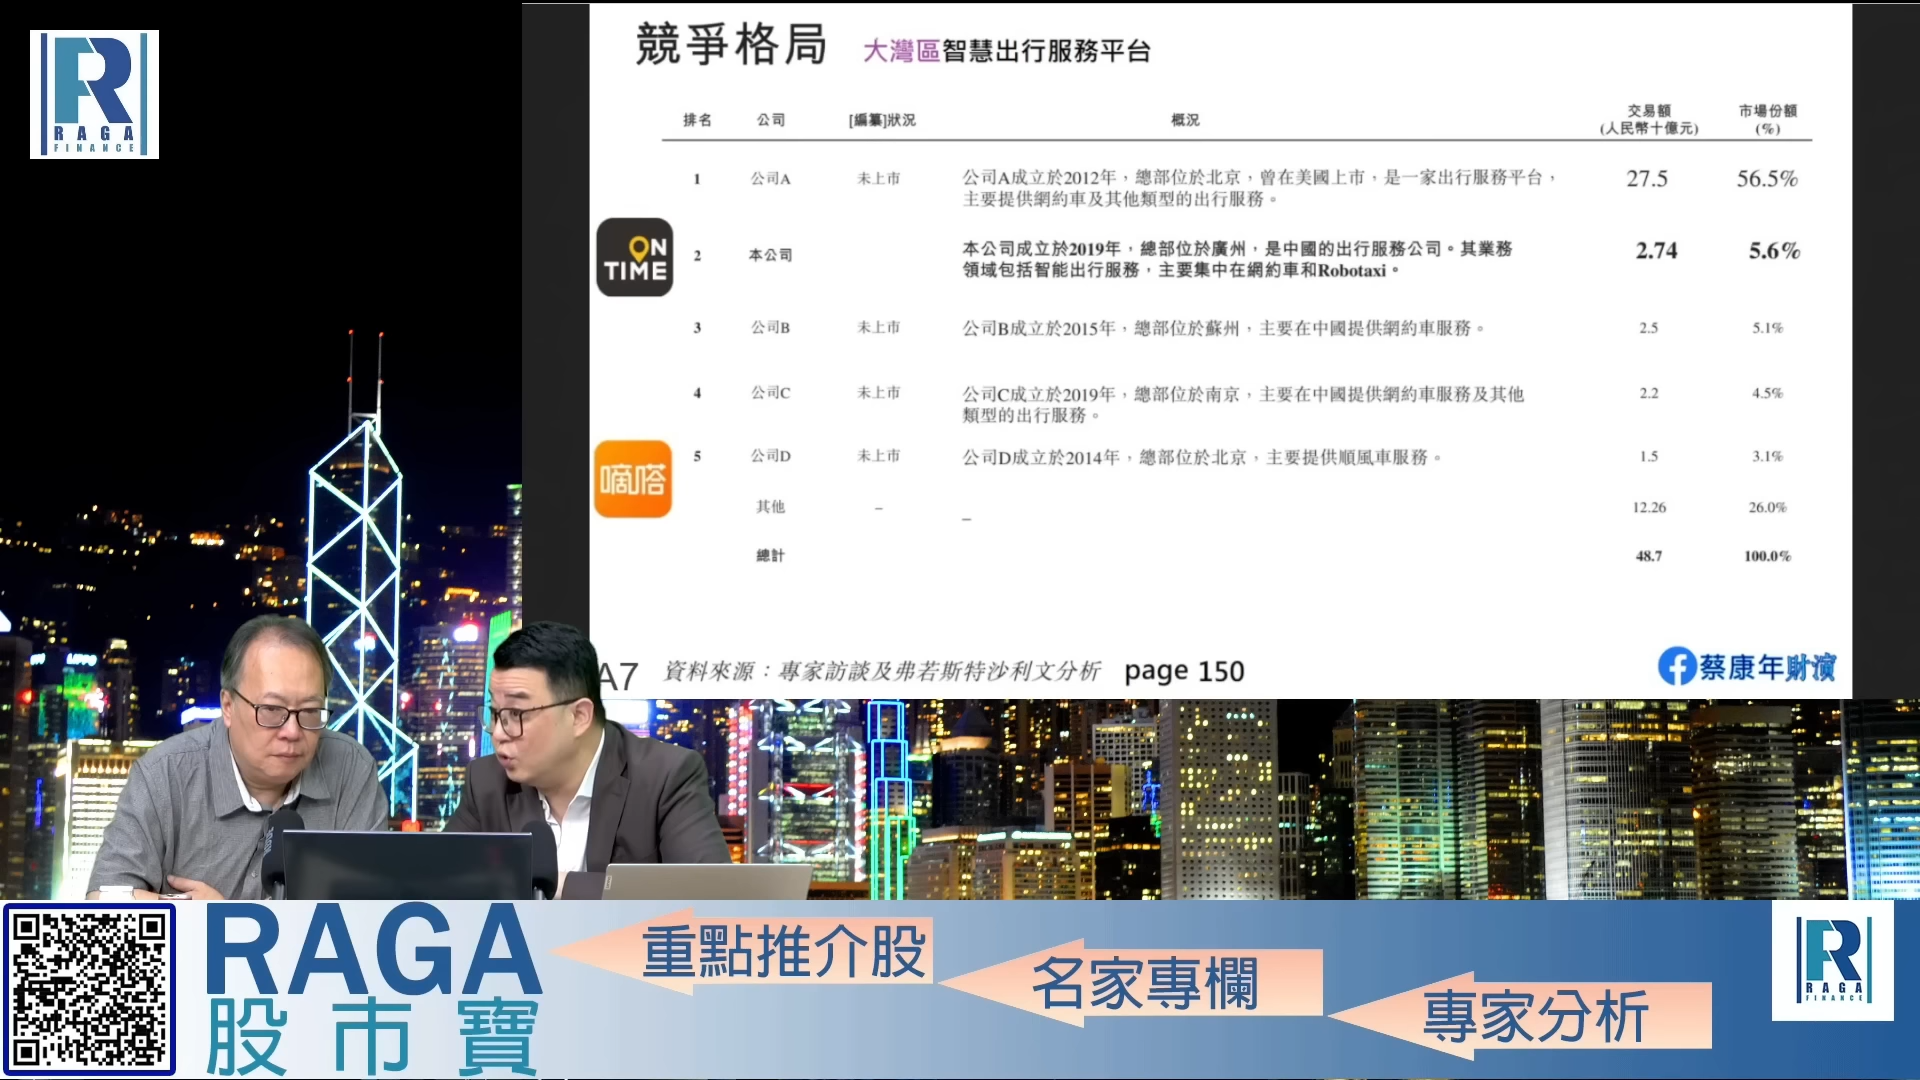 RAGA
FINANCE
競爭格局 大灣區智慧出行服務平台
排名 公司 [編纂]狀況 概況 交易額 (人民幣十億元) 市場份額 (%)
1 公司A 未上市 公司A成立於2012年，總部位於北京，曾在美國上市，是一家出行服務平台，主要提供網約車及其他類型的出行服務。 27.5 56.5%
ON TIME
2 本公司 本公司成立於2019年，總部位於廣州，是中國的出行服務公司。其業務領域包括智能出行服務，主要集中在網約車和Robotaxi。 2.74 5.6%
3 公司B 未上市 公司B成立於2015年，總部位於蘇州，主要在中國提供網約車服務。 2.5 5.1%
4 公司C 未上市 公司C成立於2019年，總部位於南京，主要在中國提供網約車服務及其他類型的出行服務。 2.2 4.5%
嘀嗒
5 公司D 未上市 公司D成立於2014年，總部位於北京，主要提供順風車服務。 1.5 3.1%
其他 – – 12.26 26.0%
總計 48.7 100.0%
A7 資料來源：專家訪談及弗若斯特沙利文分析 page 150
蔡康年財演
RAGA
股市寶
重點推介股
名家專欄
專家分析
RAGA
FINANCE